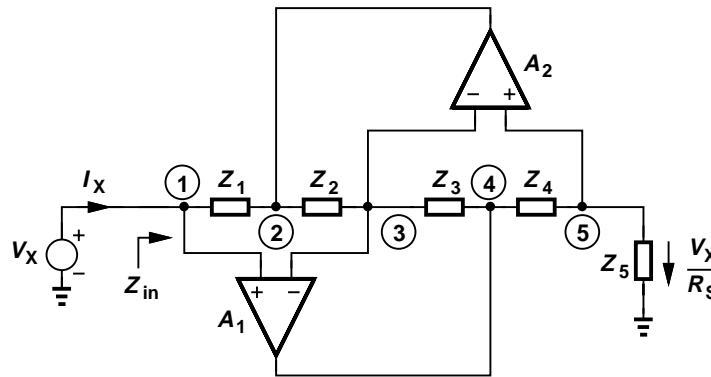 A2
− +
IX 1 Z1 Z2 Z3 4 Z4
2 3 5
VX + −
Zin
+ −
A1
Z5
VX
RS